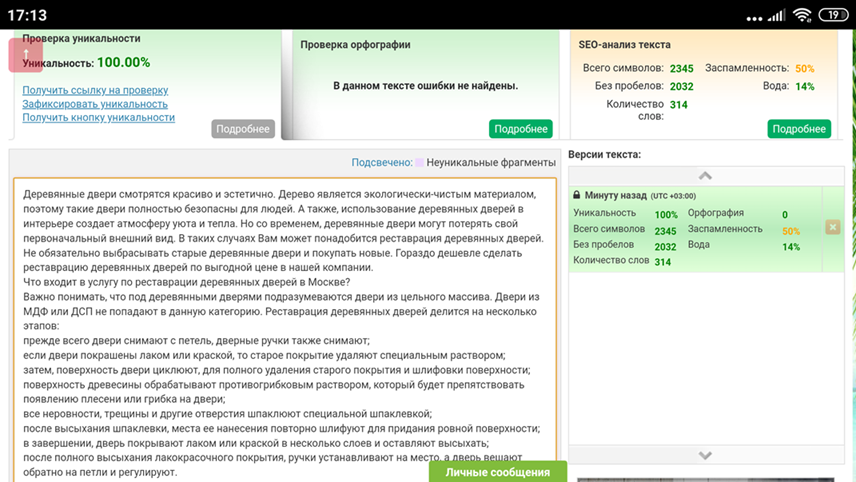 17:13
19
Проверка уникальности
Уникальность: 100.00%
Получить ссылку на проверку
Зафиксировать уникальность
Получить кнопку уникальности
Подробнее
Проверка орфографии
В данном тексте ошибки не найдены.
Подробнее
SEO-анализ текста
Всего символов: 2345 Заспамленность: 50%
Без пробелов: 2032 Вода: 14%
Количество слов: 314
Подробнее
Подсвечено: Неуникальные фрагменты
Деревянные двери смотрятся красиво и эстетично. Дерево является экологически-чистым материалом,
поэтому такие двери полностью безопасны для людей. А также, использование деревянных дверей в
интерьере создает атмосферу уюта и тепла. Но со временем, деревянные двери могут потерять свой
первоначальный внешний вид. В таких случаях Вам может понадобится реставрация деревянных дверей.
Не обязательно выбрасывать старые деревянные двери и покупать новые. Гораздо дешевле сделать
реставрацию деревянных дверей по выгодной цене в нашей компании.
Что входит в услугу по реставрации деревянных дверей в Москве?
Важно понимать, что под деревянными дверями подразумеваются двери из цельного массива. Двери из
МДФ или ДСП не попадают в данную категорию. Реставрация деревянных дверей делится на несколько
этапов:
прежде всего двери снимают с петель, дверные ручки также снимают;
если двери покрашены лаком или краской, то старое покрытие удаляют специальным раствором;
затем, поверхность двери циклюют, для полного удаления старого покрытия и шлифовки поверхности;
поверхность древесины обрабатывают противогрибковым раствором, который будет препятствовать
появлению плесени или грибка на двери;
все неровности, трещины и другие отверстия шпаклюют специальной шпаклевкой;
после высыхания шпаклевки, места ее нанесения повторно шлифуют для придания ровной поверхности;
в завершении, дверь покрывают лаком или краской в несколько слоев и оставляют высыхать;
после полного высыхания лакокрасочного покрытия, ручки устанавливают на место, а дверь вешают
обратно на петли и регулируют.
Версии текста:
Минуту назад (UTC +03:00)
Уникальность 100% Орфография 0
Всего символов 2345 Заспамленность 50%
Без пробелов 2032 Вода 14%
Количество слов 314
Личные сообщения